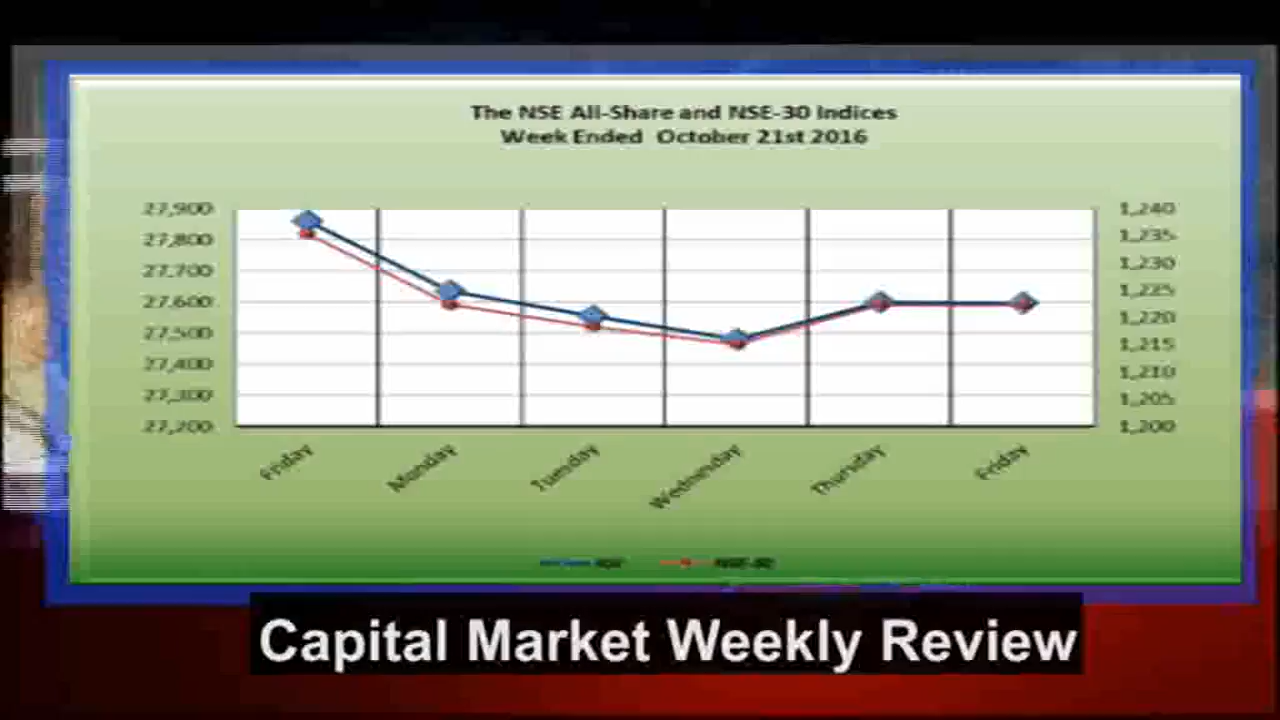 The NSE All-Share and NSE-30 Indices
Week Ended October 21st 2016
27,900
27,800
27,700
27,600
27,500
27,400
27,300
27,200
1,240
1,235
1,230
1,225
1,220
1,215
1,210
1,205
1,200
Friday
Monday
Tuesday
Wednesday
Thursday
Friday
NSE-30
Capital Market Weekly Review